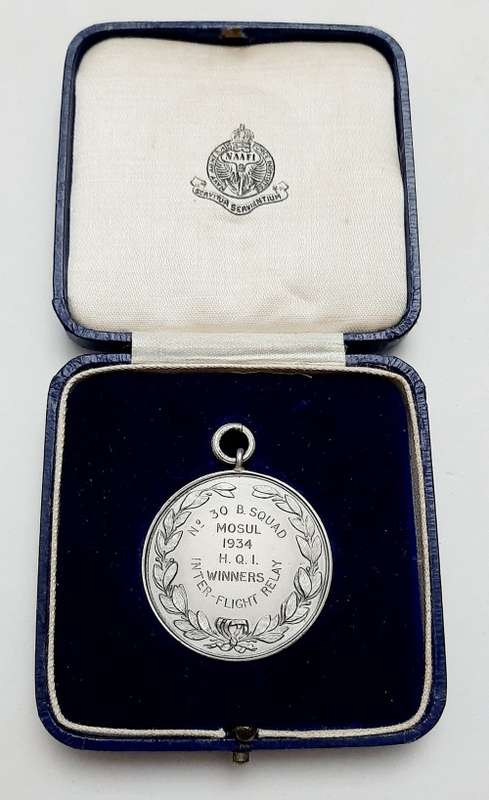 NAAFI
SERVITOR SERVIENTIUM
Nº 30 B. SQUAD
MOSUL
1934
H. Q. I.
WINNERS
INTER-FLIGHT RELAY